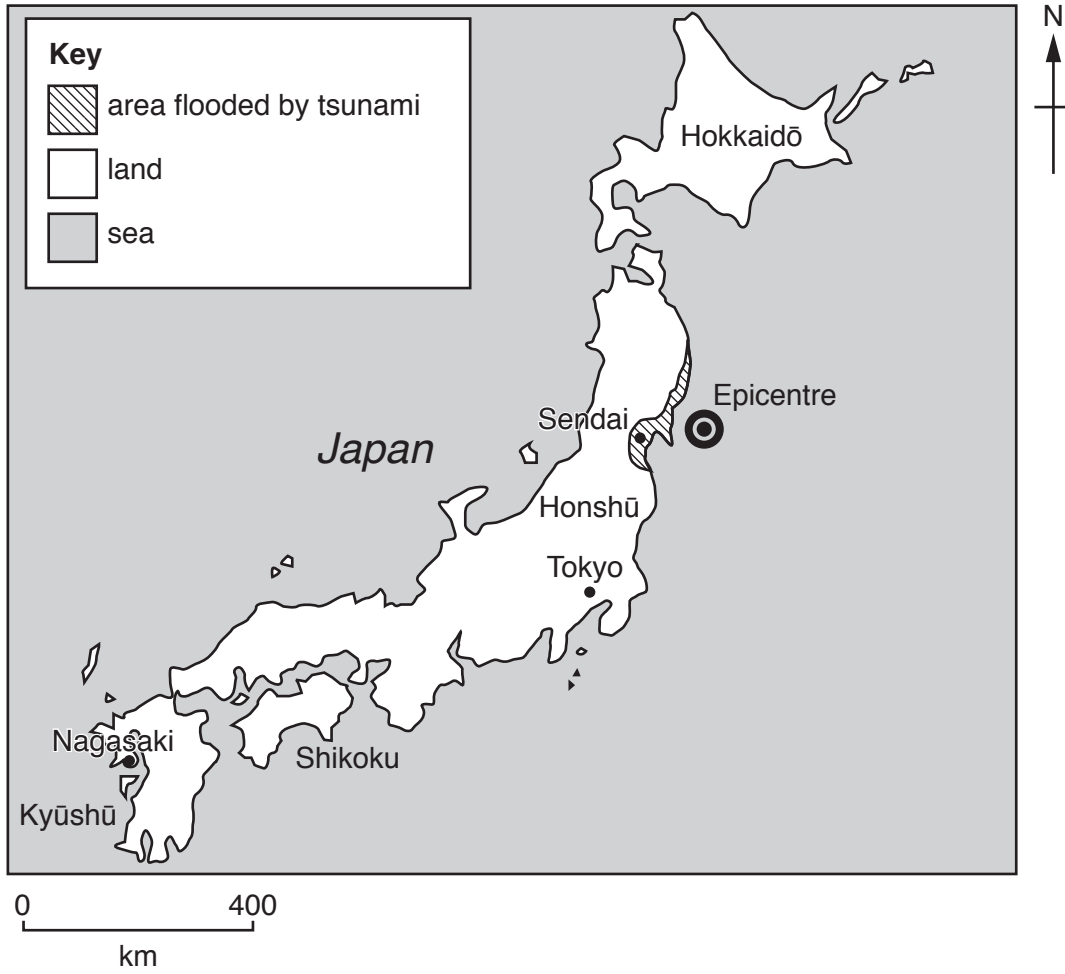 Key
area flooded by tsunami
land
sea
N
Hokkaidō
Epicentre
Sendai
Japan
Honshū
Tokyo
Nagasaki
Shikoku
Kyūshū
0 400
km